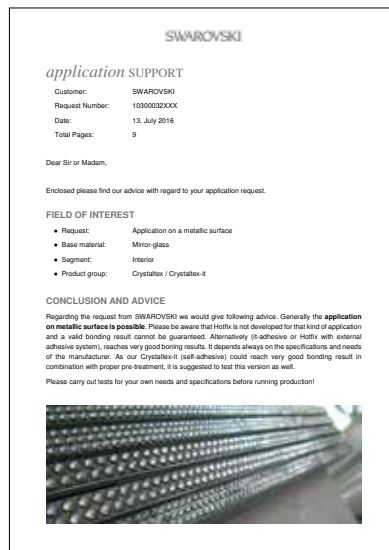 SWAROVSKI
application SUPPORT
Customer: SWAROVSKI
Request Number: 10300032XXX
Date: 13. July 2016
Total Pages: 9
Dear Sir or Madam,
Enclosed please find our advice with regard to your application request.
FIELD OF INTEREST
● Request: Application on a metallic surface
● Base material: Mirror-glass
● Segment: Interior
● Product group: Crystaltex / Crystaltex-it
CONCLUSION AND ADVICE
Regarding the request from SWAROVSKI we would give following advice. Generally the application
on metallic surface is possible. Please be aware that Hotfix is not developed for that kind of application
and a valid bonding result cannot be guaranteed. Alternatively (it-adhesive or Hotfix with external
adhesive system), reaches very good boning results. It depends always on the specifications and needs
of the manufacturer. As our Crystaltex-it (self-adhesive) could reach very good bonding result in
combination with proper pre-treatment, it is suggested to test this version as well.
Please carry out tests for your own needs and specifications before running production!